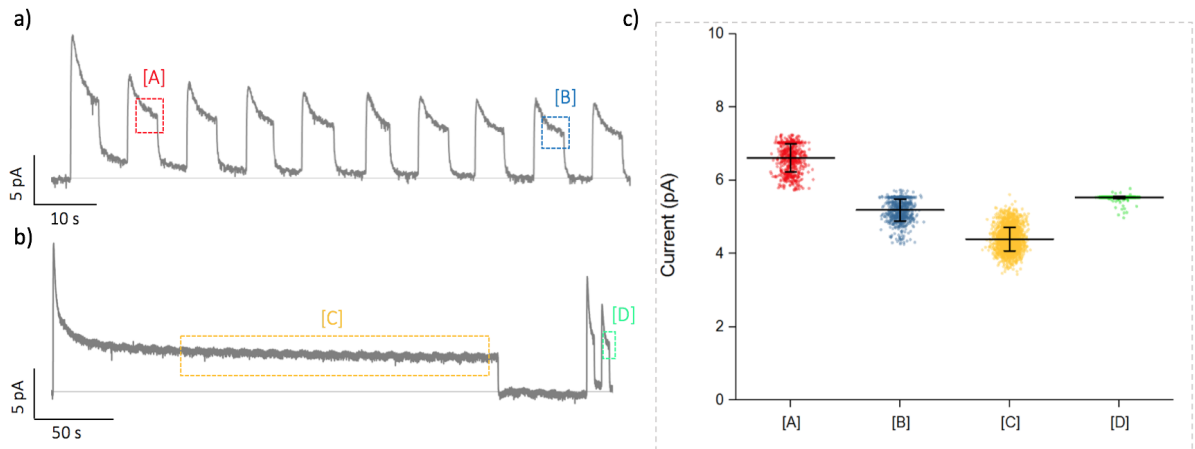 a)
[A]
[B]
5 pA
10 s
b)
[C]
[D]
5 pA
50 s
c)
Current (pA)
10
8
6
4
2
0
[A]
[B]
[C]
[D]